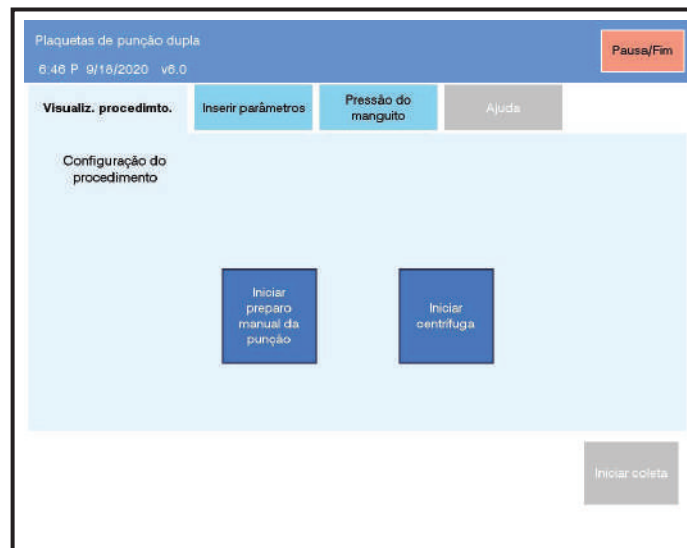 Plaquetas de punção dupla
6:46 P 9/18/2020 v6.0
Pausa/Fim
Visualiz. procedimto.
Inserir parâmetros
Pressão do
manguito
Ajuda
Configuração do
procedimento
Iniciar
preparo
manual da
punção
Iniciar
centrífuga
Iniciar coleta